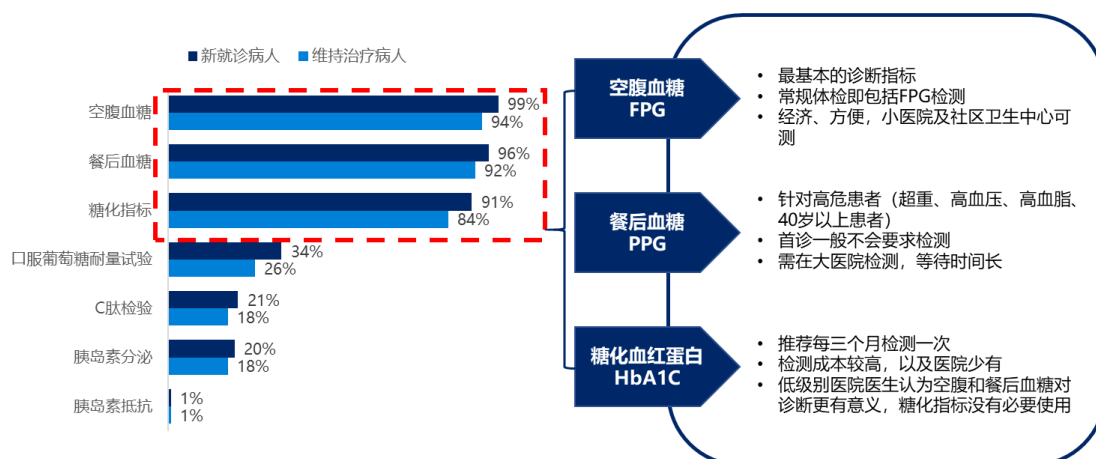 新就诊病人 维持治疗病人
空腹血糖 99%
94%
餐后血糖 96%
92%
糖化指标 91%
84%
口服葡萄糖耐量试验 34%
26%
C肽检验 21%
18%
胰岛素分泌 20%
18%
胰岛素抵抗 1%
1%
空腹血糖
FPG
• 最基本的诊断指标
• 常规体检即包括FPG检测
• 经济、方便，小医院及社区卫生中心可
测
餐后血糖
PPG
• 针对高危患者（超重、高血压、高血脂、
40岁以上患者）
• 首诊一般不会要求检测
• 需在大医院检测，等待时间长
糖化血红蛋白
HbA1C
• 推荐每三个月检测一次
• 检测成本较高，以及医院少有
• 低级别医院医生认为空腹和餐后血糖对
诊断更有意义，糖化指标没有必要使用